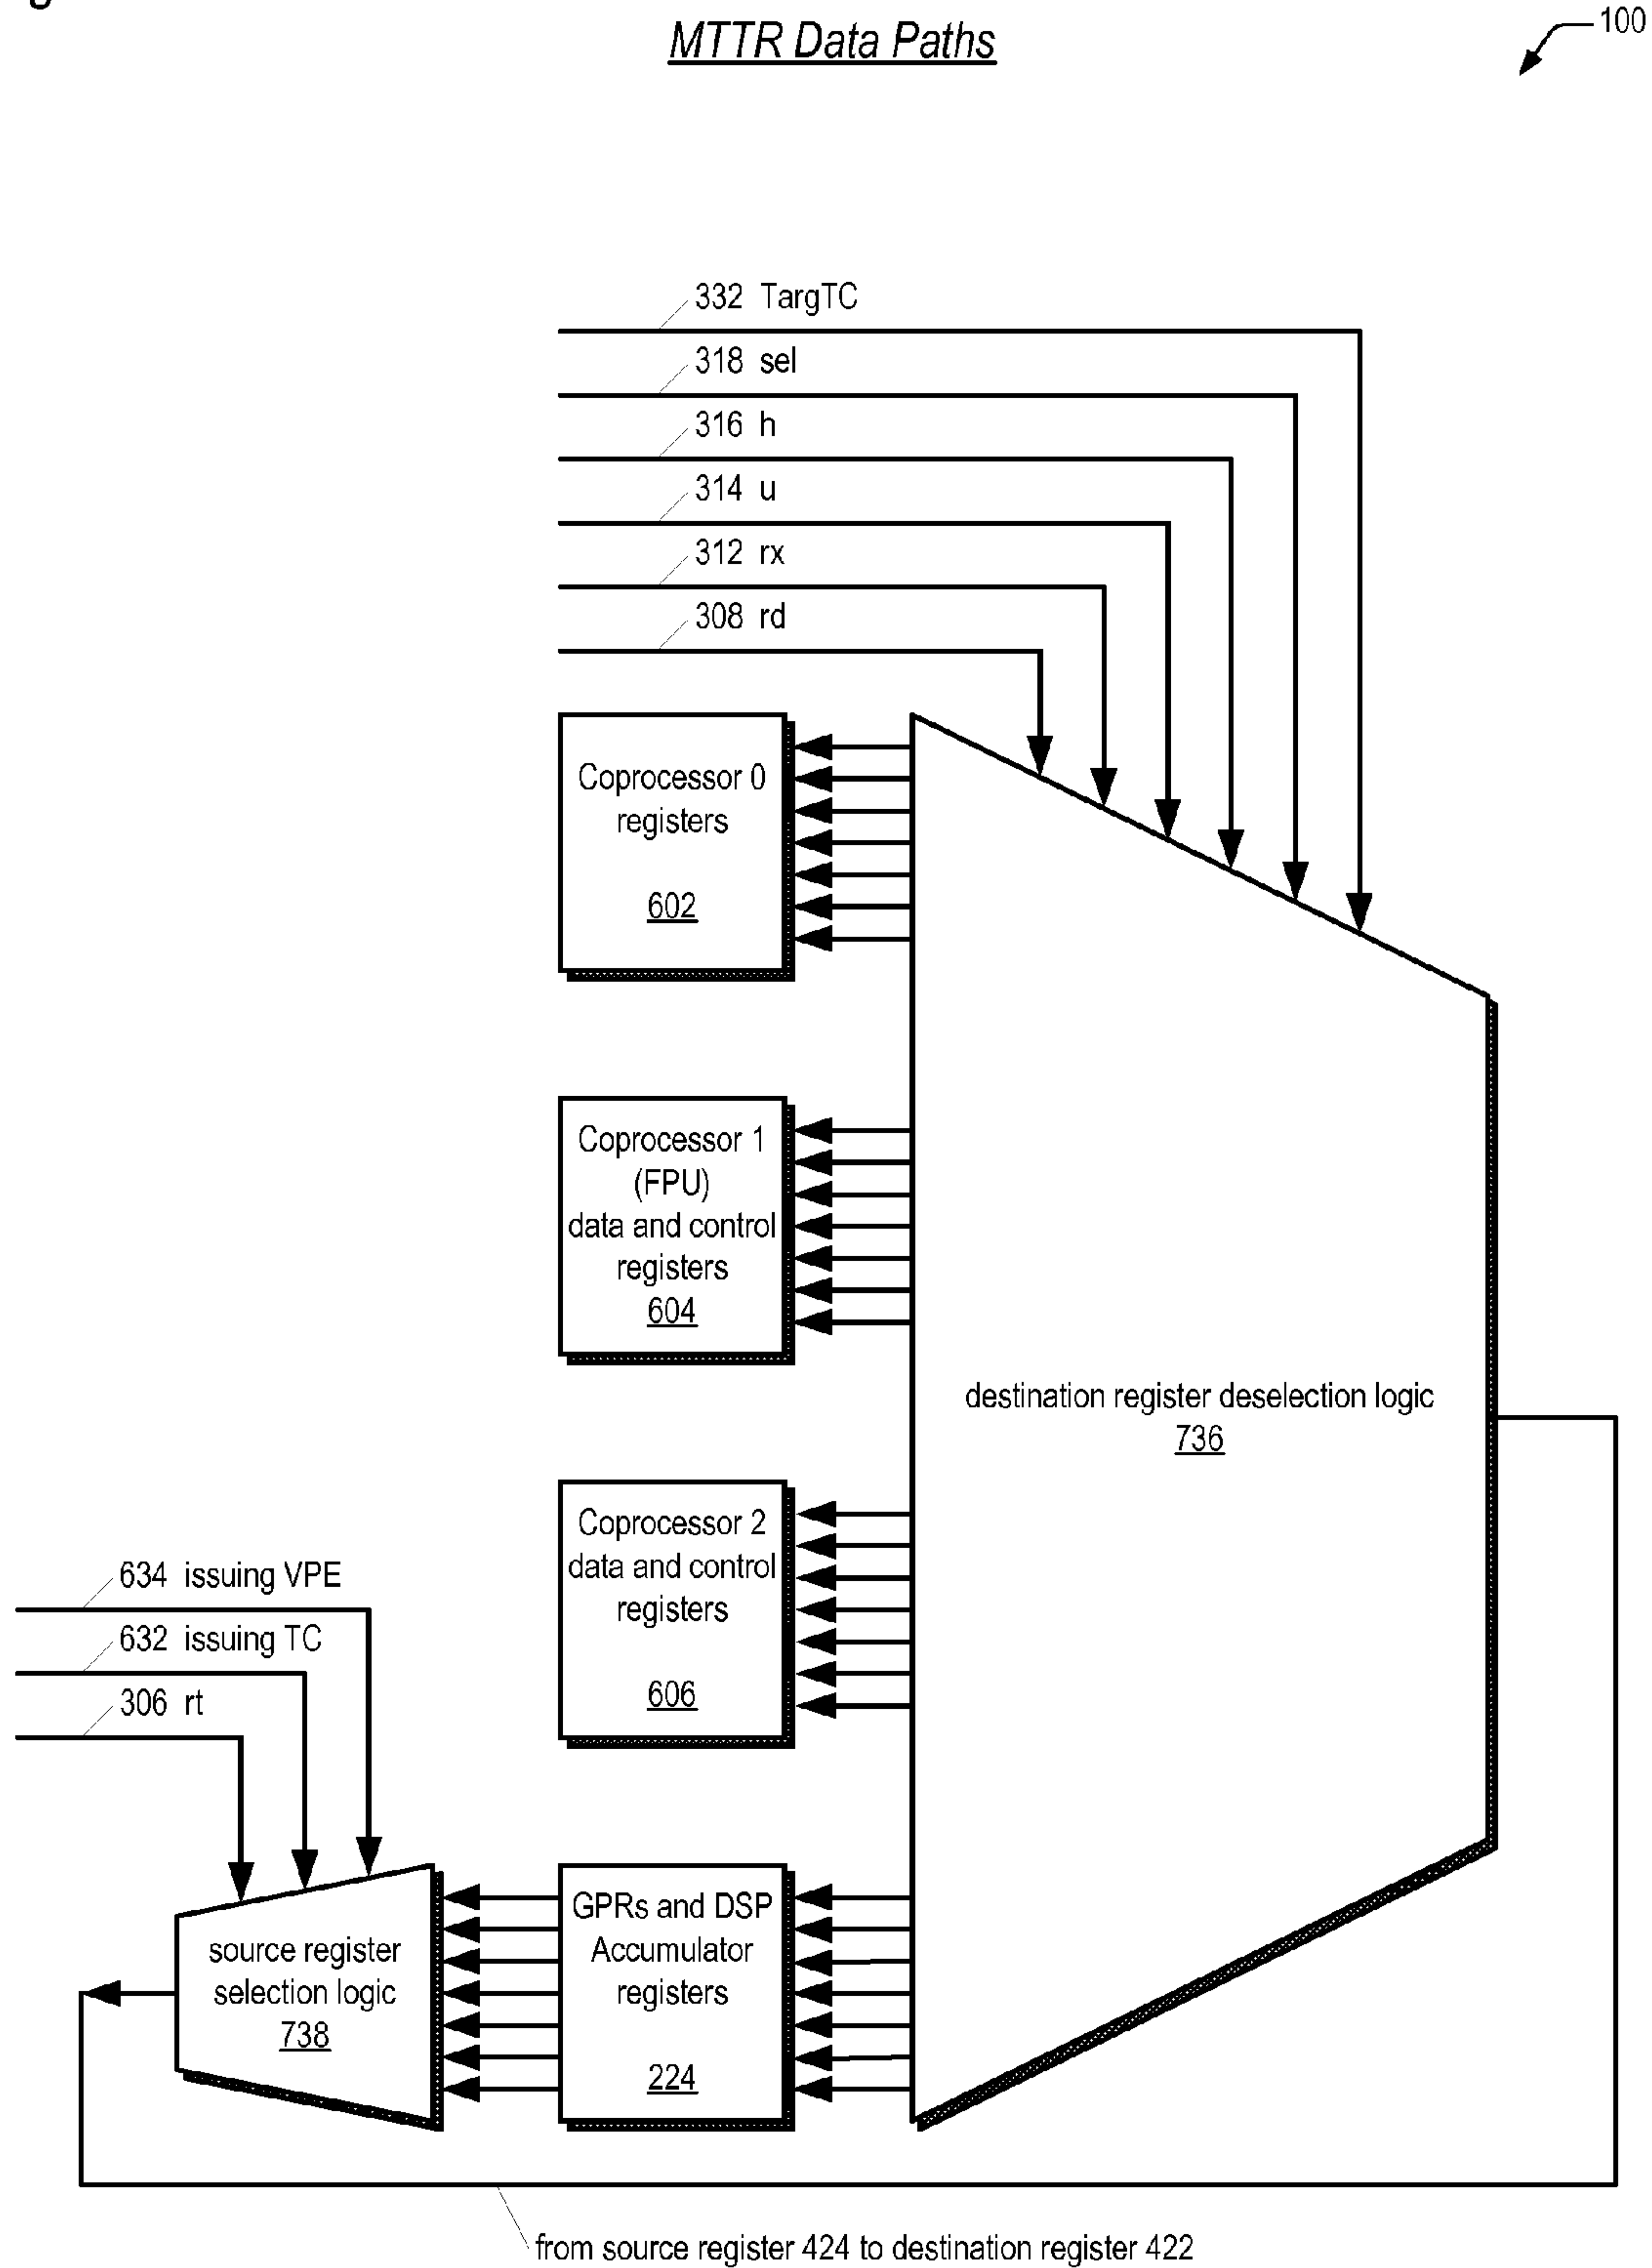 MTTR Data Paths
100
332 TargTC
318 sel
316 h
314 u
312 rx
308 rd
Coprocessor 0
registers
602
Coprocessor 1
(FPU)
data and control
registers
604
destination register deselection logic
736
Coprocessor 2
data and control
registers
606
634 issuing VPE
632 issuing TC
306 rt
source register
selection logic
738
GPRs and DSP
Accumulator
registers
224
from source register 424 to destination register 422